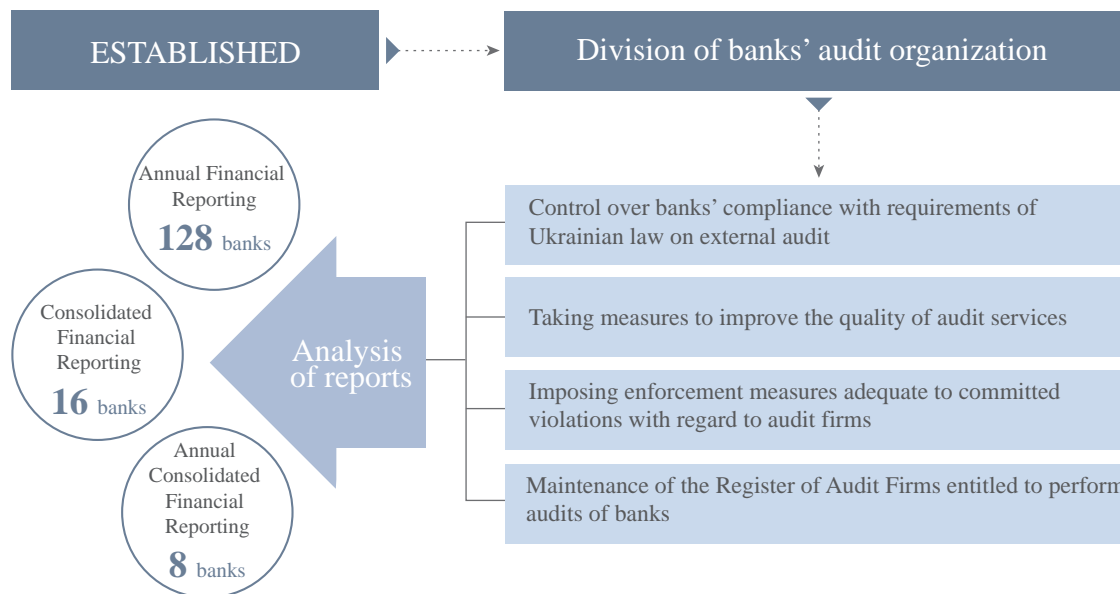 ESTABLISHED
Division of banks’ audit organization
Annual Financial
Reporting
128 banks
Consolidated
Financial
Reporting
16 banks
Annual
Consolidated
Financial
Reporting
8 banks
Analysis
of reports
Control over banks’ compliance with requirements of
Ukrainian law on external audit
Taking measures to improve the quality of audit services
Imposing enforcement measures adequate to committed
violations with regard to audit firms
Maintenance of the Register of Audit Firms entitled to perform
audits of banks